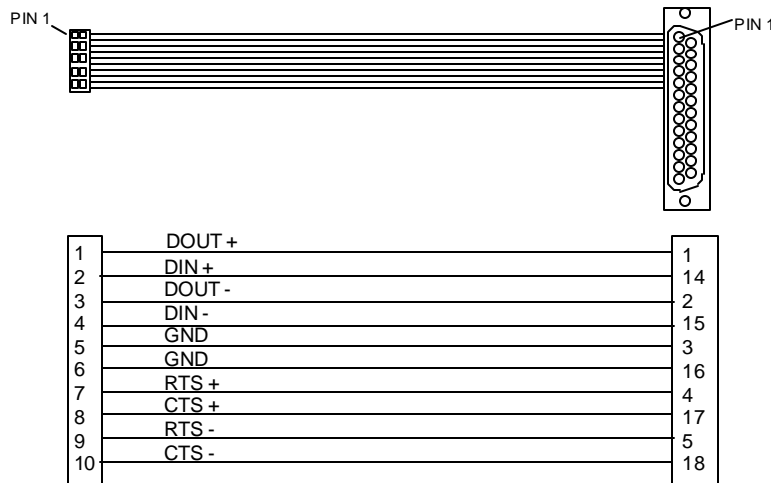 PIN 1
PIN 1
1 DOUT + 1
2 DIN + 14
3 DOUT - 2
4 DIN - 15
5 GND 3
6 GND 16
7 RTS + 4
8 CTS + 17
9 RTS - 5
10 CTS - 18